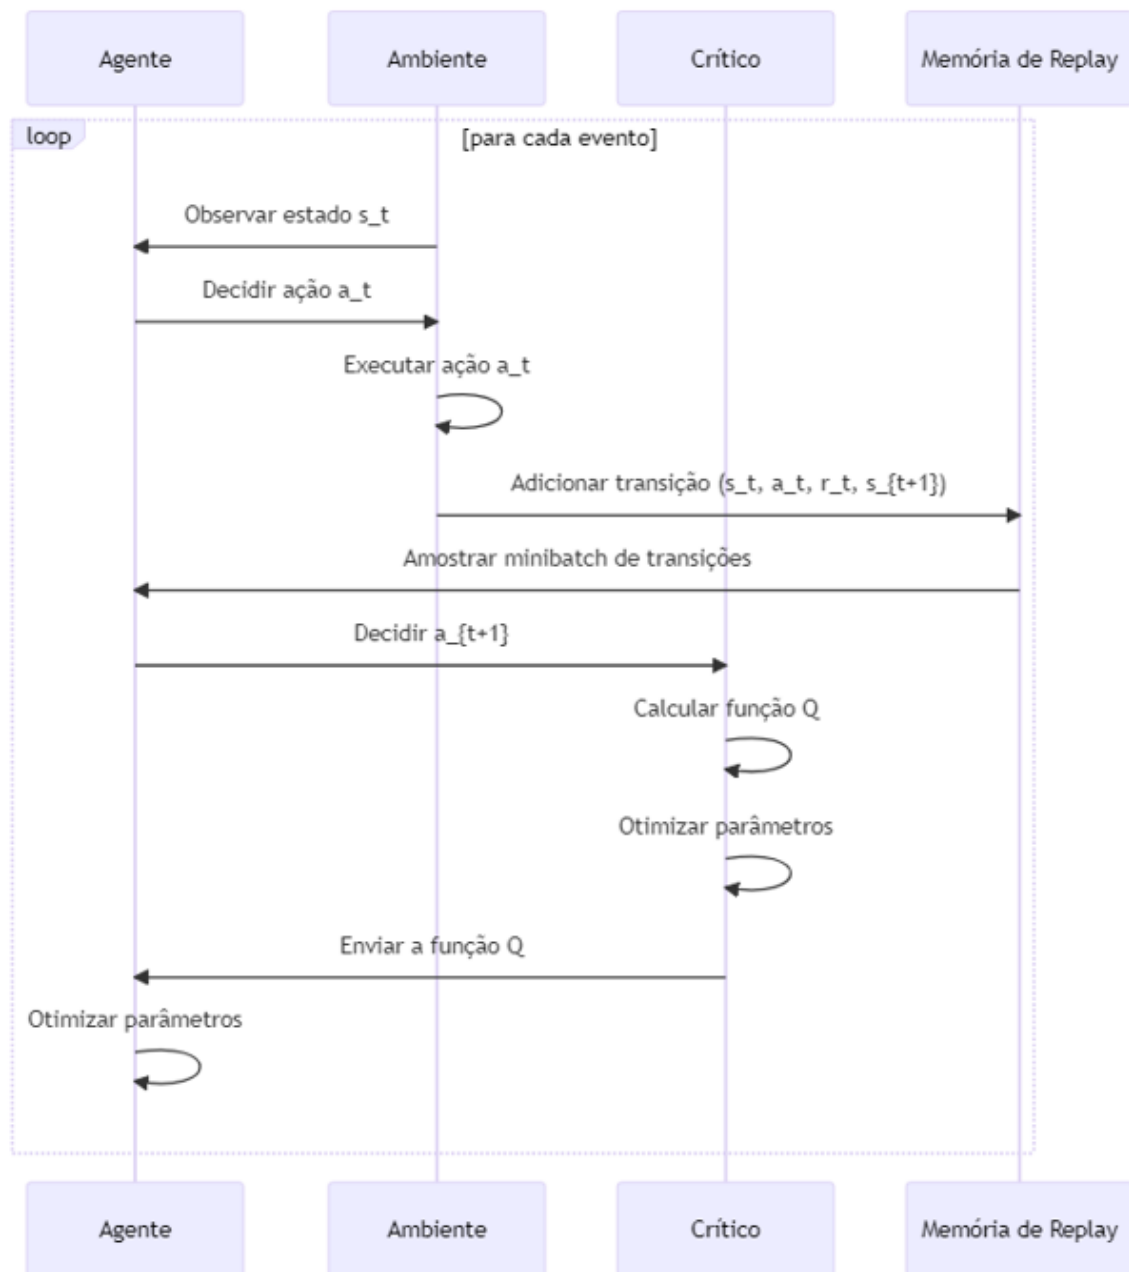 Agente
Ambiente
Crítico
Memória de Replay
loop
[para cada evento]
Observar estado s_t
Decidir ação a_t
Executar ação a_t
Adicionar transição (s_t, a_t, r_t, s_{t+1})
Amostrar minibatch de transições
Decidir a_{t+1}
Calcular função Q
Otimizar parâmetros
Enviar a função Q
Otimizar parâmetros
Agente
Ambiente
Crítico
Memória de Replay